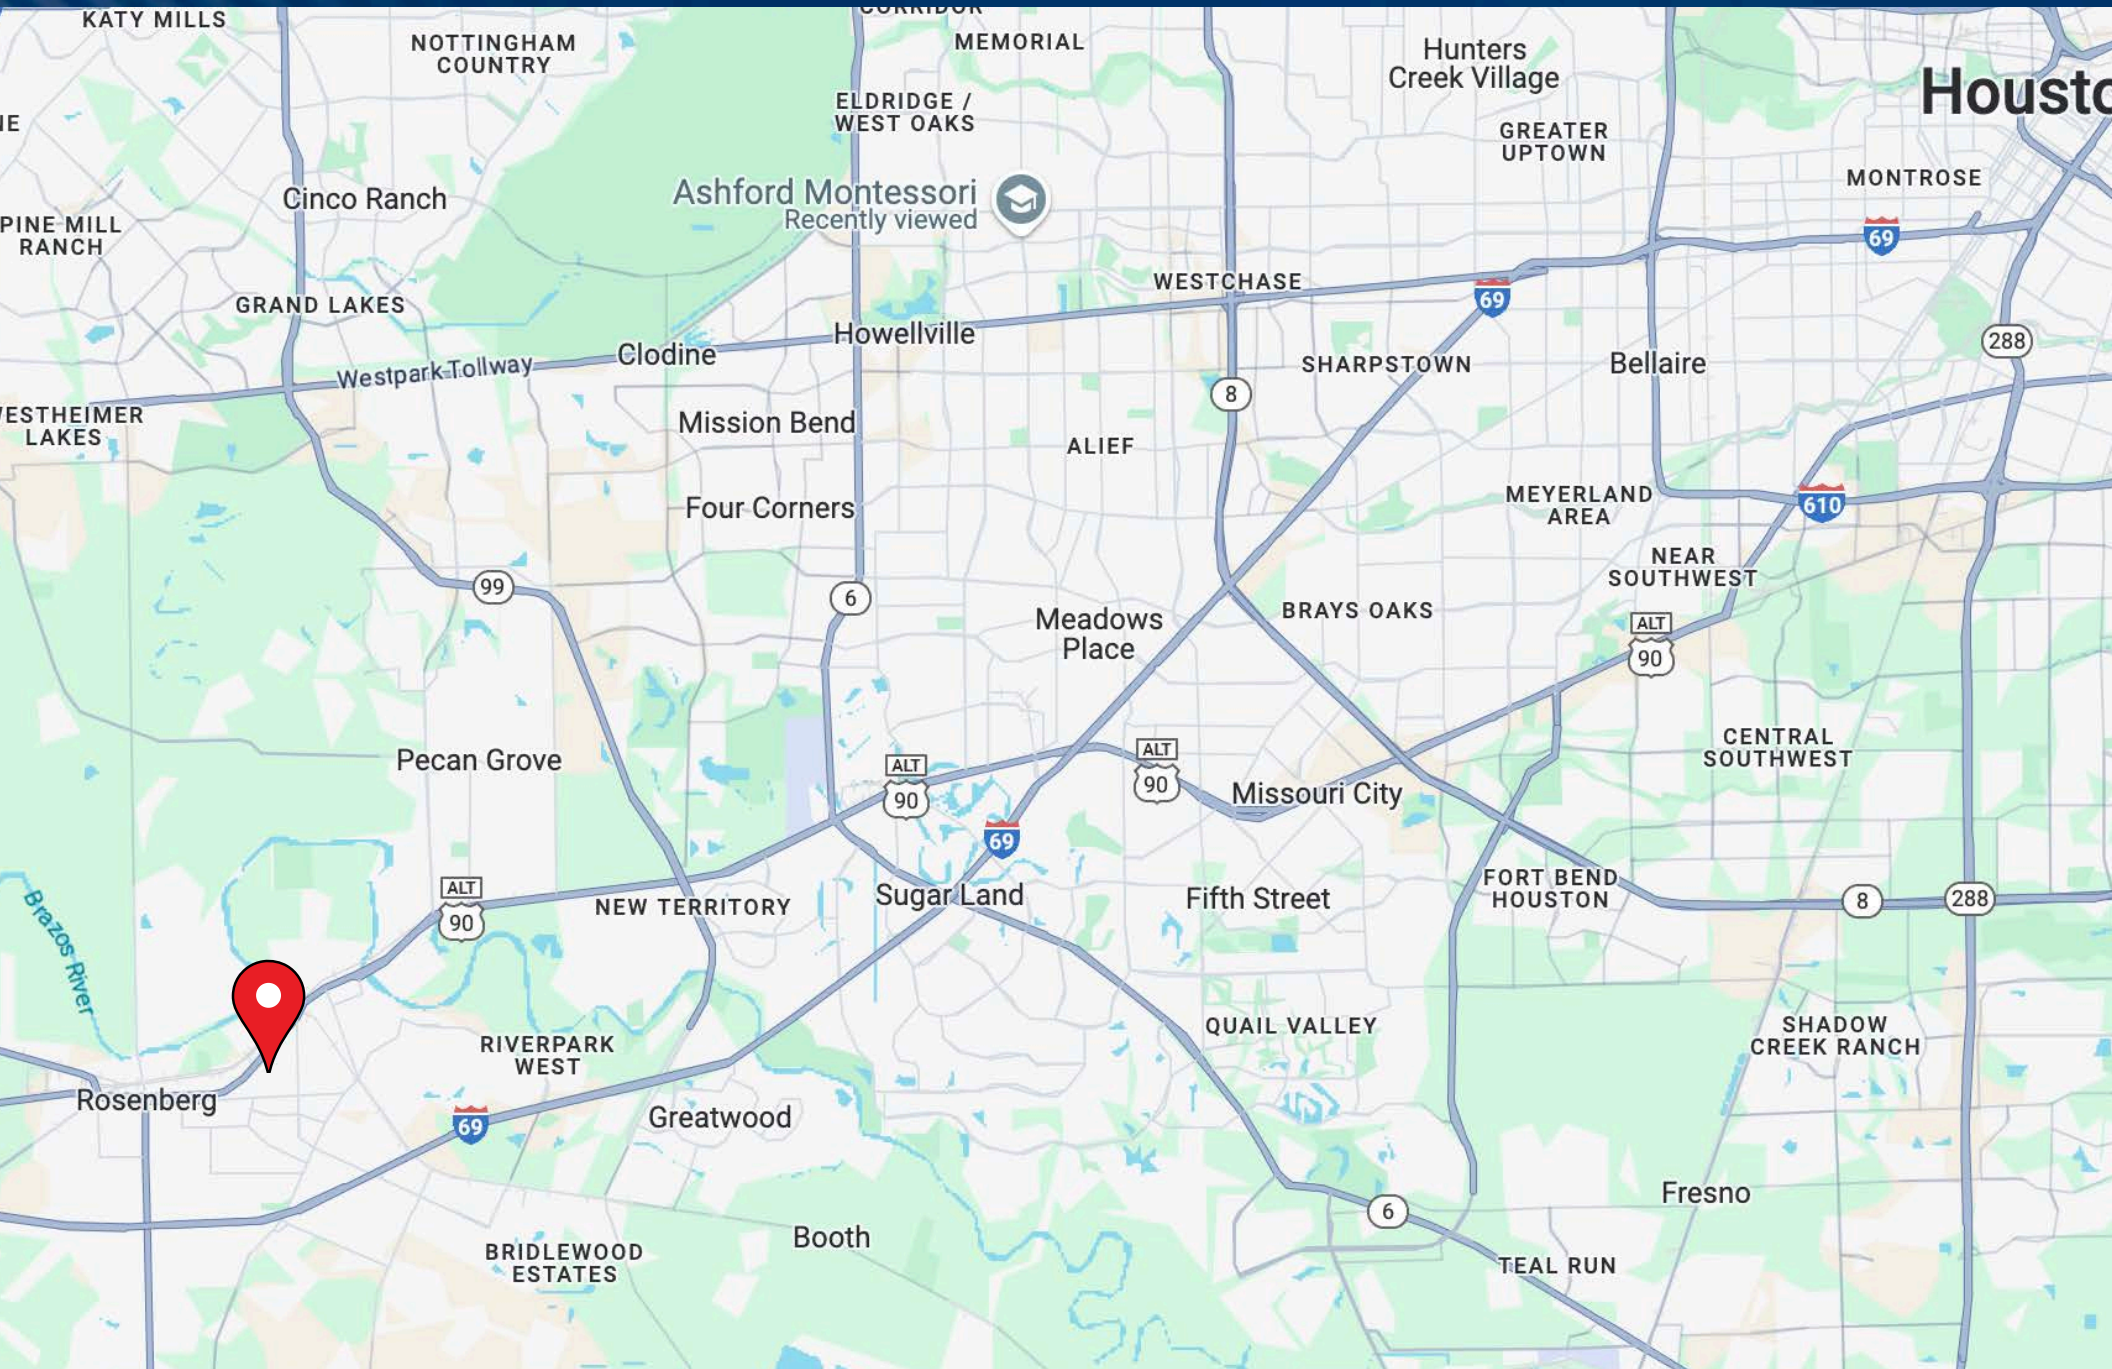 KATY MILLS
NOTTINGHAM
COUNTRY
CORRIDOR
MEMORIAL
Hunters
Creek Village
ELDRIDGE /
WEST OAKS
GREATER
UPTOWN
MONTROSE
Housto
Ashford Montessori
Recently viewed
Cinco Ranch
PINE MILL
RANCH
69
GRAND LAKES
WESTCHASE
69
Howellville
Clodine
Westpark Tollway
SHARPSTOWN
Bellaire
288
8
ESTHEIMER
LAKES
Mission Bend
ALIEF
Four Corners
MEYERLAND
AREA
610
NEAR
SOUTHWEST
99
6
Meadows
Place
BRAYS OAKS
ALT
90
CENTRAL
SOUTHWEST
Pecan Grove
ALT
90
ALT
90
Missouri City
69
ALT
90
NEW TERRITORY
Sugar Land
Fifth Street
FORT BEND
HOUSTON
8
288
Brazos River
QUAIL VALLEY
SHADOW
CREEK RANCH
RIVERPARK
WEST
Rosenberg
69
Greatwood
Fresno
6
Booth
BRIDLEWOOD
ESTATES
TEAL RUN